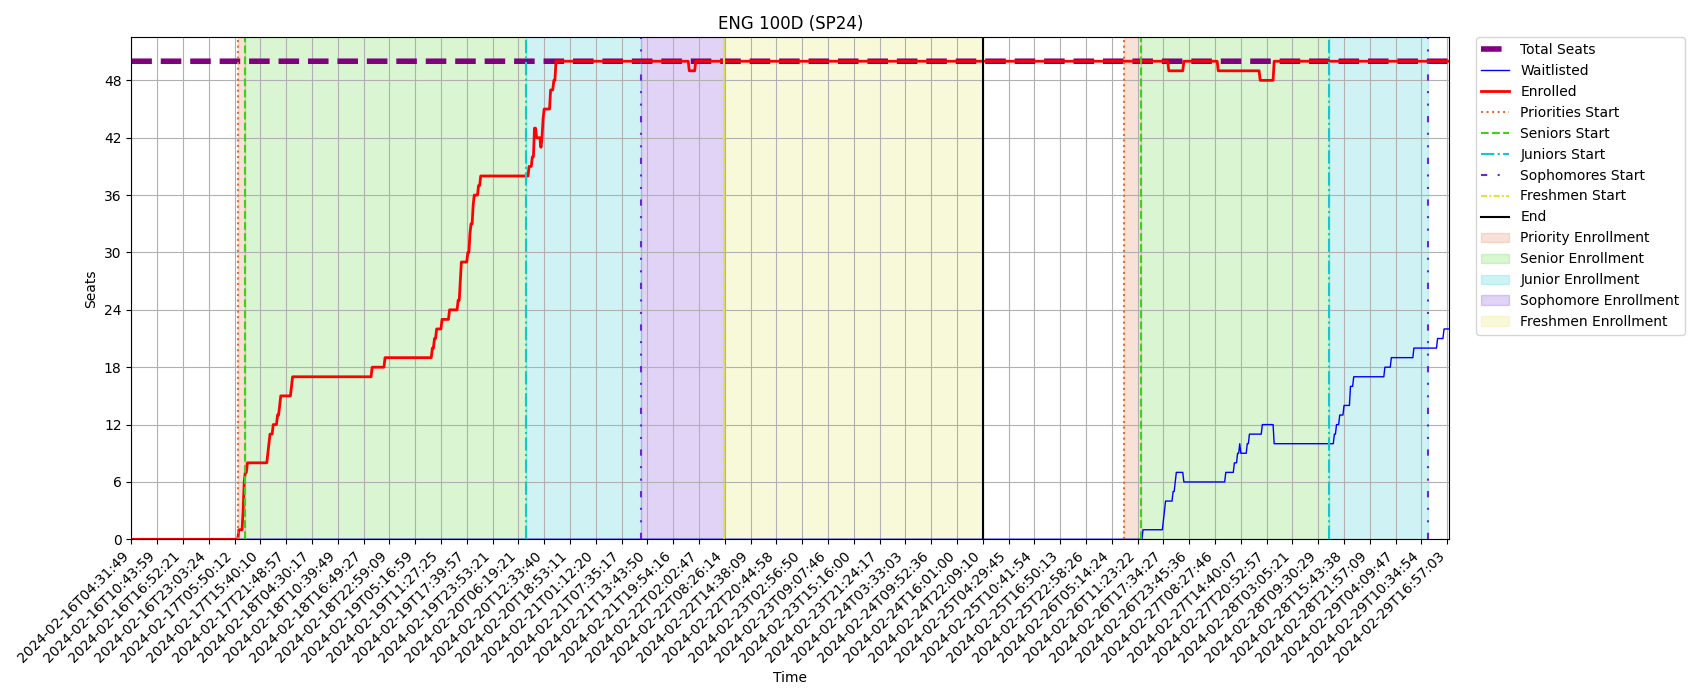 ENG 100D (SP24)
Total Seats
Waitlisted
Enrolled
Priorities Start
Seniors Start
Juniors Start
Sophomores Start
Freshmen Start
End
Priority Enrollment
Senior Enrollment
Junior Enrollment
Sophomore Enrollment
Freshmen Enrollment
Seats
48
42
36
30
24
18
12
6
0
2024-02-16T04:31:49
2024-02-16T10:43:59
2024-02-16T16:52:21
2024-02-16T23:03:24
2024-02-17T05:50:12
2024-02-17T15:40:10
2024-02-17T21:48:57
2024-02-18T04:30:17
2024-02-18T10:39:49
2024-02-18T16:49:27
2024-02-18T22:59:09
2024-02-19T05:16:59
2024-02-19T11:27:25
2024-02-19T17:39:57
2024-02-19T23:53:21
2024-02-20T06:19:21
2024-02-20T12:33:40
2024-02-20T18:53:11
2024-02-21T01:12:20
2024-02-21T07:35:17
2024-02-21T13:43:50
2024-02-21T19:54:16
2024-02-22T02:02:47
2024-02-22T08:26:14
2024-02-22T14:38:09
2024-02-22T20:44:58
2024-02-23T02:56:50
2024-02-23T09:07:46
2024-02-23T15:16:00
2024-02-23T21:24:17
2024-02-24T03:33:03
2024-02-24T09:52:36
2024-02-24T16:01:00
2024-02-24T22:09:10
2024-02-25T04:29:45
2024-02-25T10:41:54
2024-02-25T16:50:13
2024-02-25T22:58:26
2024-02-26T05:14:24
2024-02-26T11:23:22
2024-02-26T17:34:27
2024-02-26T23:45:36
2024-02-27T08:27:46
2024-02-27T14:40:07
2024-02-27T20:52:57
2024-02-28T03:05:21
2024-02-28T09:30:29
2024-02-28T15:43:38
2024-02-28T21:57:09
2024-02-29T04:09:47
2024-02-29T10:34:54
2024-02-29T16:57:03
Time